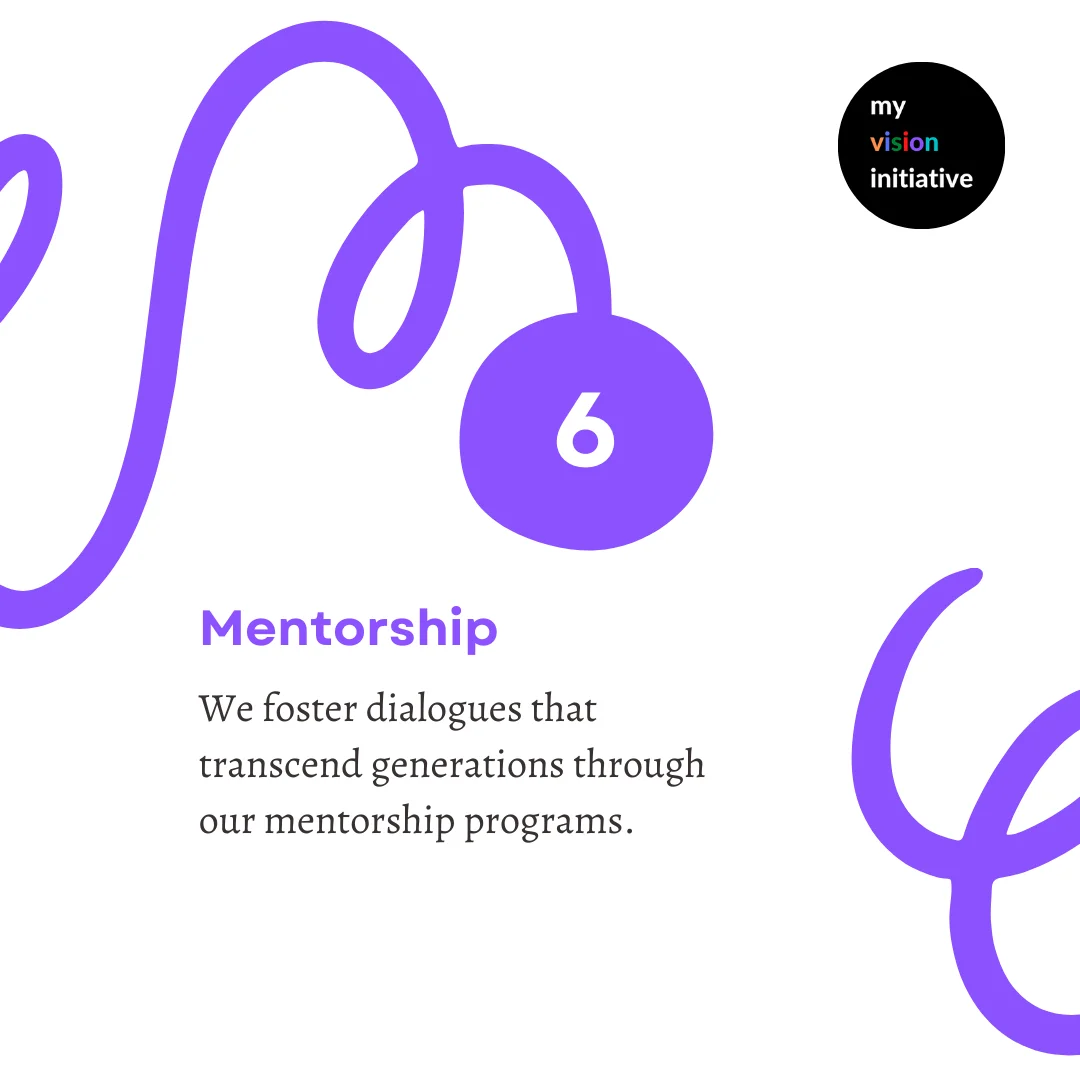 my
vision
initiative
6
Mentorship
We foster dialogues that
transcend generations through
our mentorship programs.